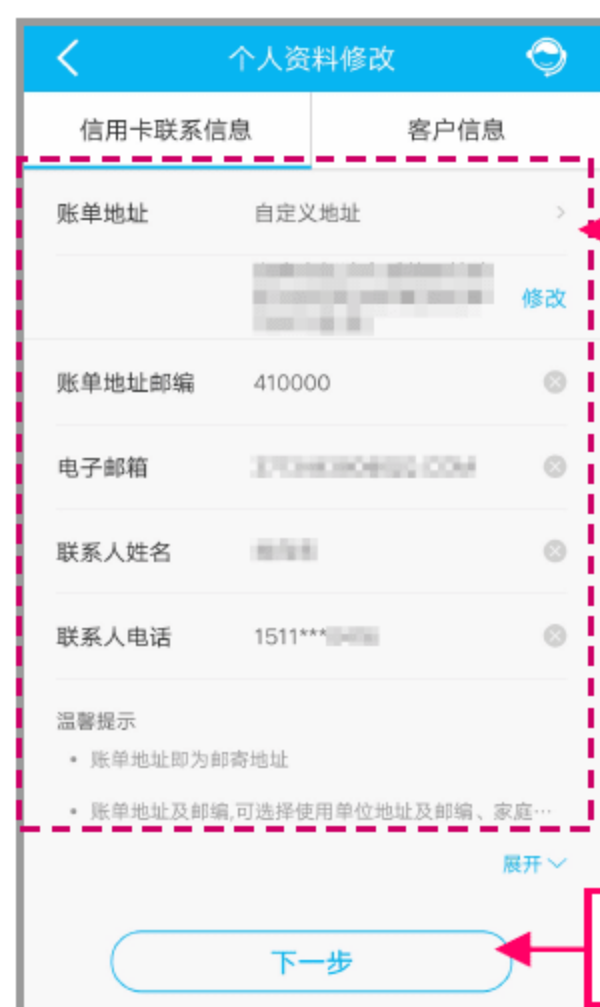 个人资料修改
信用卡联系信息 客户信息
账单地址 自定义地址
修改
账单地址邮编 410000
电子邮箱
联系人姓名
联系人电话 1511***
温馨提示
• 账单地址即为邮寄地址
• 账单地址及邮编,可选择使用单位地址及邮编、家庭…
展开
下一步